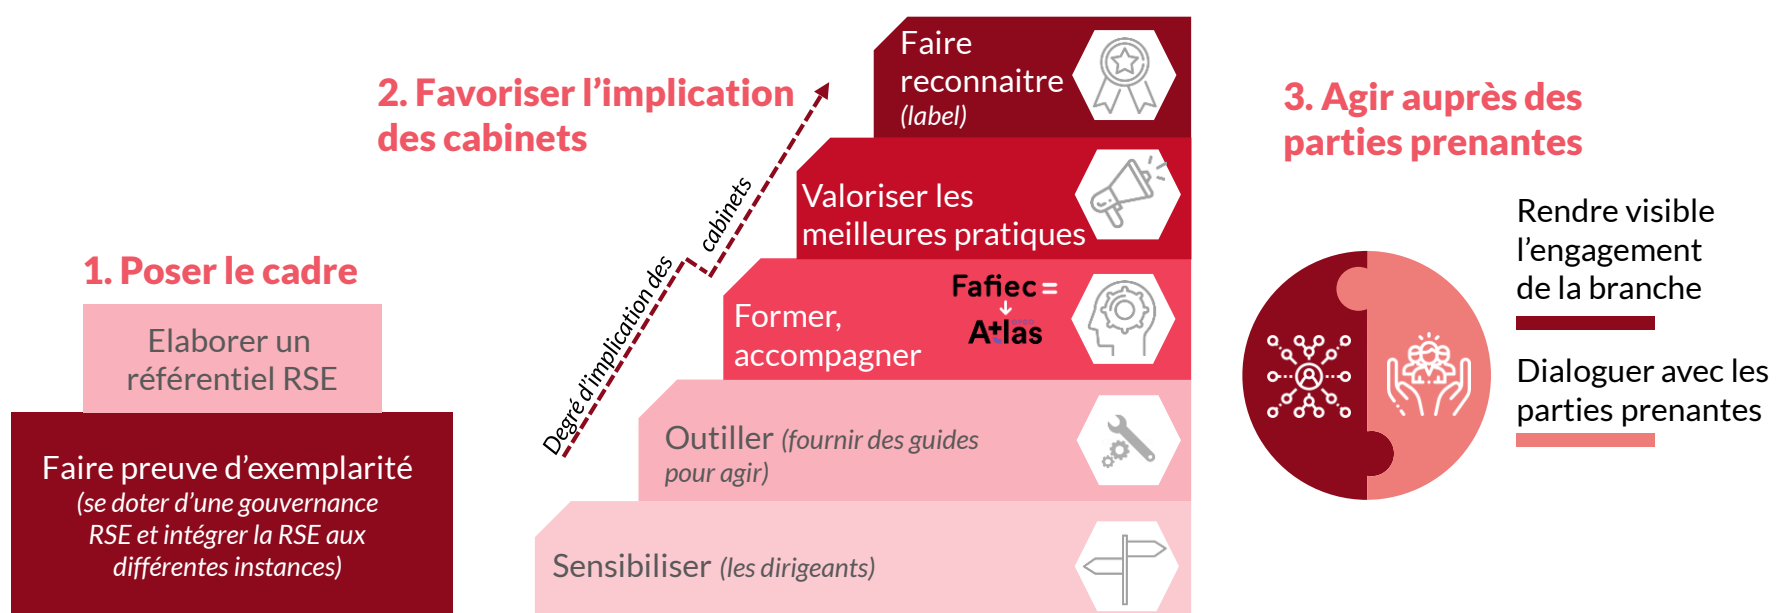 1. Poser le cadre
Elaborer un
référentiel RSE
Faire preuve d'exemplarité
(se doter d'une gouvernance
RSE et intégrer la RSE aux
différentes instances)
2. Favoriser l'implication
des cabinets
Degré d'implication des
cabinets
Faire
reconnaitre
(label)
Valoriser les
meilleures pratiques
Former,
accompagner
Fafiec =
Atlas
Outiller (fournir des guides
pour agir)
Sensibiliser (les dirigeants)
3. Agir auprès des
parties prenantes
Rendre visible
l'engagement
de la branche
Dialoguer avec les
parties prenantes